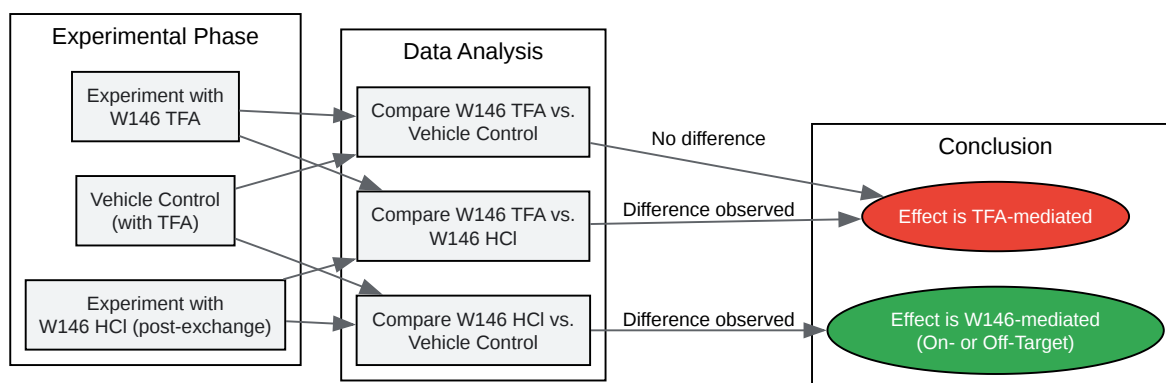 Experimental Phase
Experiment with
W146 TFA
Vehicle Control
(with TFA)
Experiment with
W146 HCl (post-exchange)
Data Analysis
Compare W146 TFA vs.
Vehicle Control
Compare W146 TFA vs.
W146 HCl
Compare W146 HCl vs.
Vehicle Control
No difference
Difference observed
Difference observed
Conclusion
Effect is TFA-mediated
Effect is W146-mediated
(On- or Off-Target)